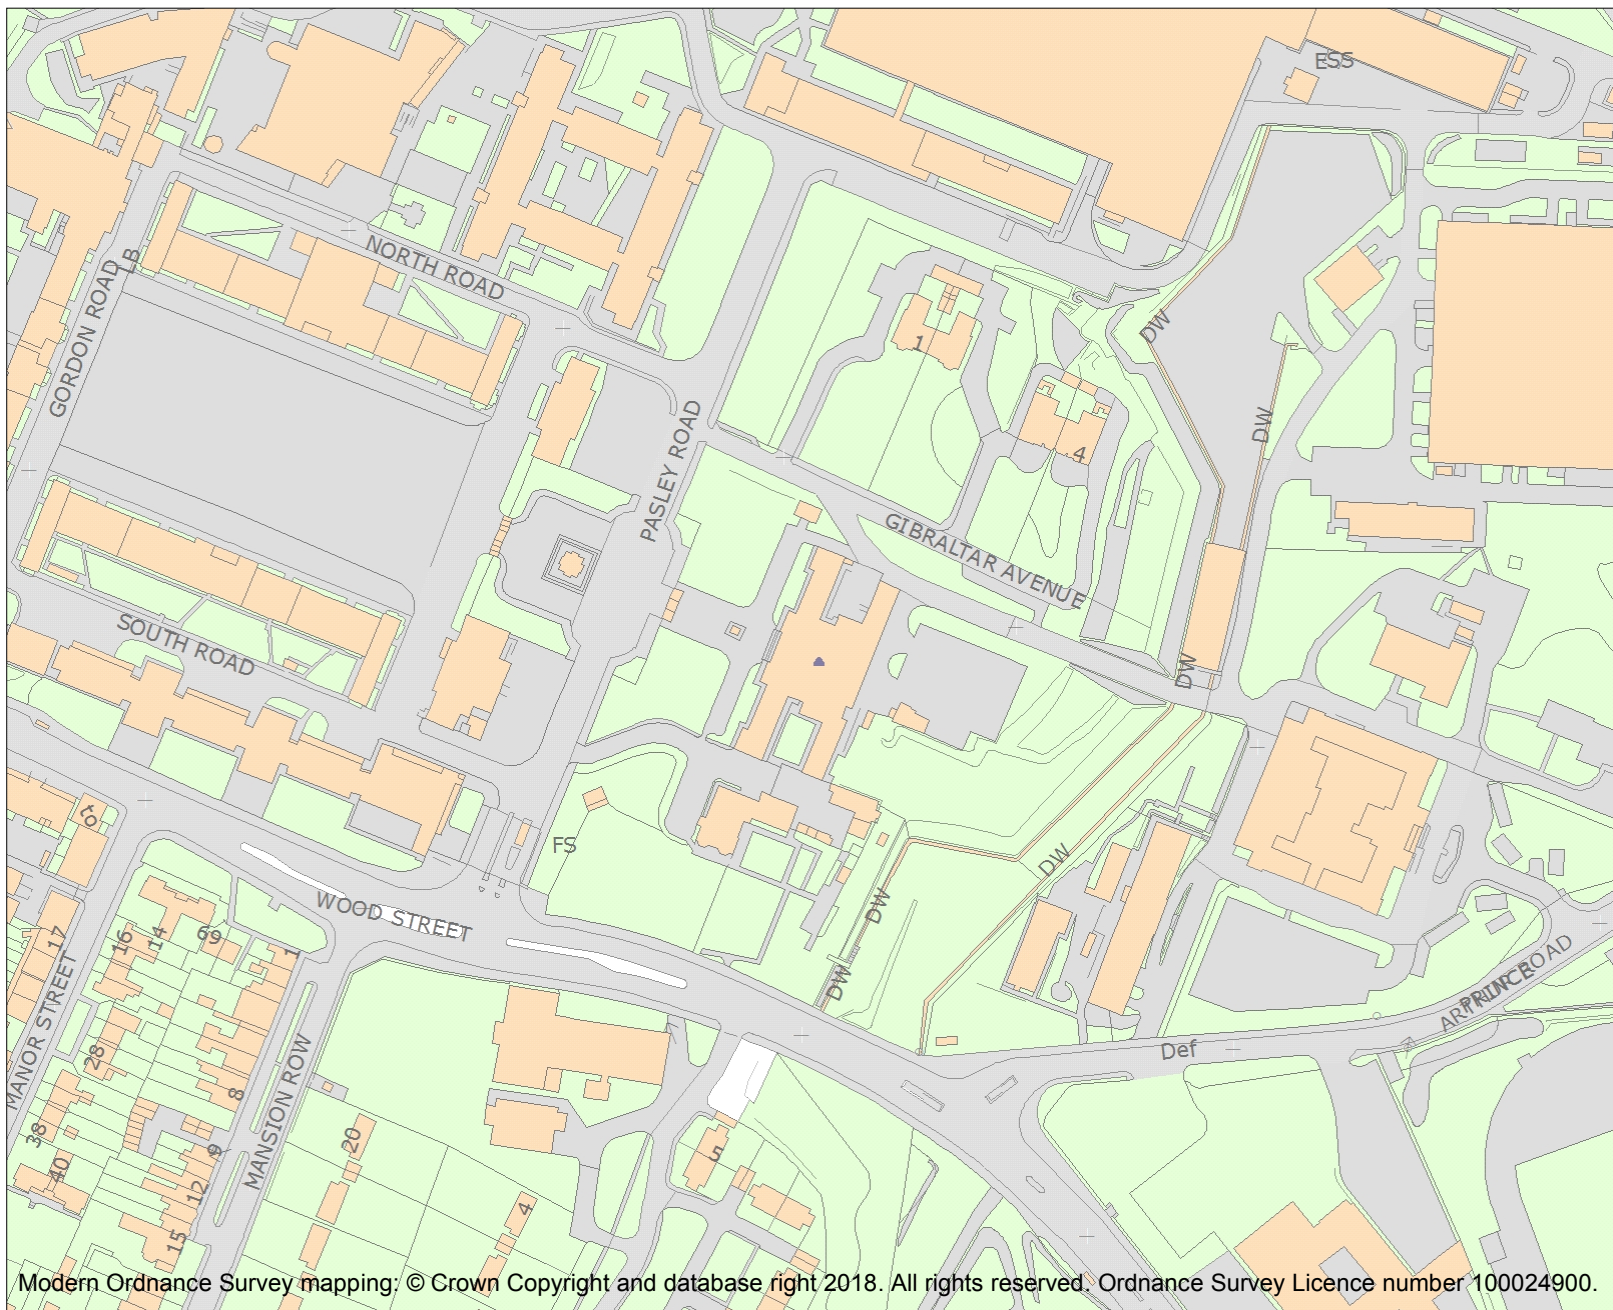 ESS
NORTH ROAD
LB
GORDON ROAD
DW
1
4
DW
PASLEY ROAD
GIBRALTAR AVENUE
SOUTH ROAD
DW
to
FS
DW
WOOD STREET
DW
17
16
14
69
1
DW
PRINCE
ARTHUR ROAD
MANOR STREET
28
Def
8
MANSION ROW
38
20
9
5
40
12
4
15
Modern Ordnance Survey mapping: © Crown Copyright and database right 2018. All rights reserved. Ordnance Survey Licence number 100024900.